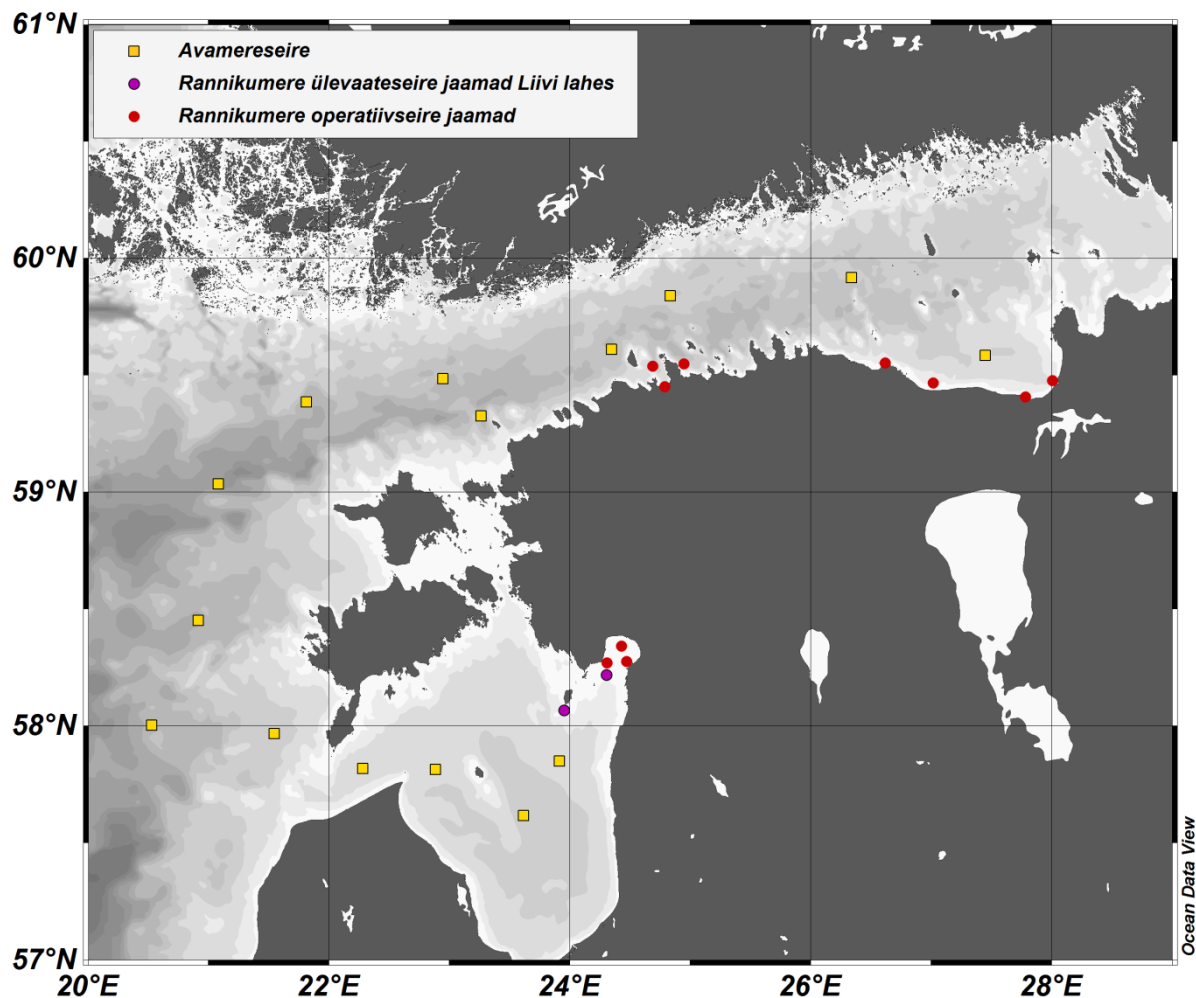 61°N
Avamereseire
Rannikumere ülevaateseire jaamad Liivi lahes
Rannikumere operatiivseire jaamad
60°N
59°N
58°N
57°N
20°E
22°E
24°E
26°E
28°E
Ocean Data View